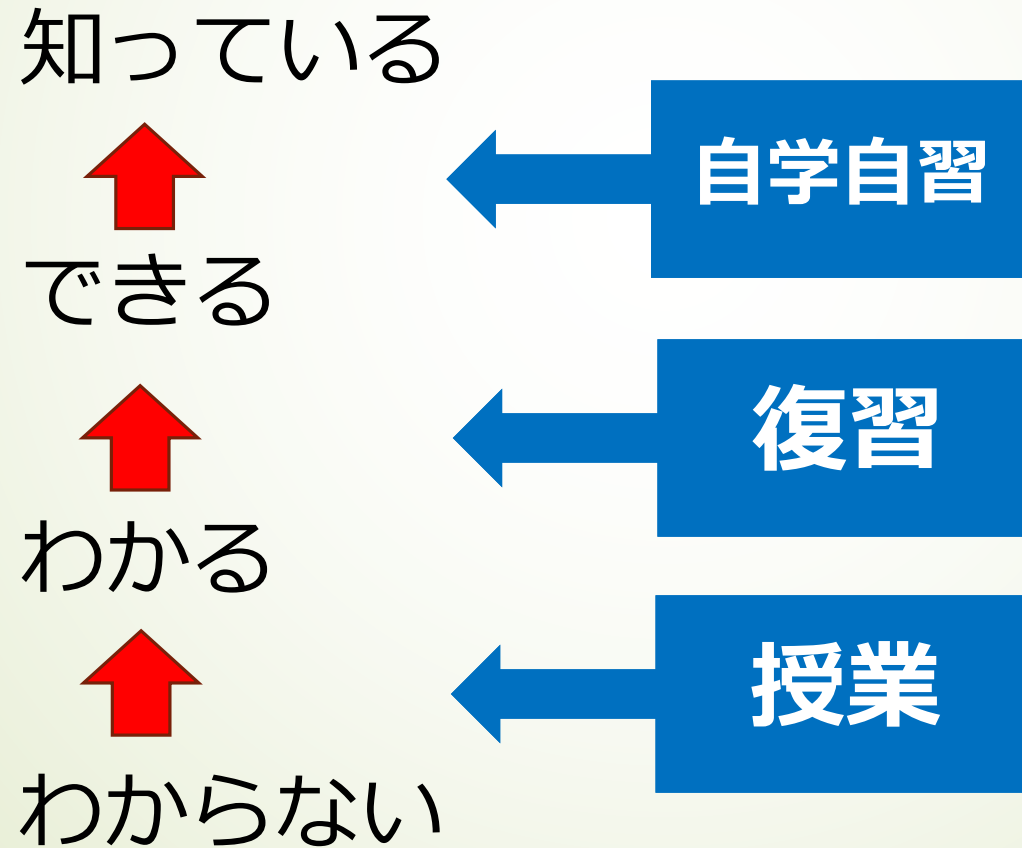 知っている
自学自習
できる
復習
わかる
授業
わからない